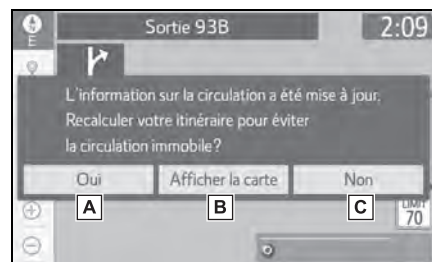 Sortie 93B
2:09
E
L'information sur la circulation a été mise à jour.
Recalculer votre itinéraire pour éviter
la circulation immobile?
Oui
Afficher la carte
Non
A
B
C
LIMIT
70